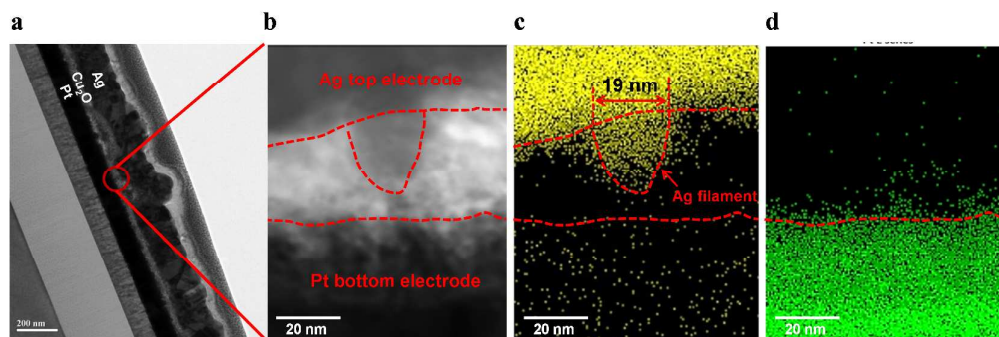 a
b
c
d
Ag
Cu₂O
Pt
200 nm
Ag top electrode
Pt bottom electrode
20 nm
19 nm
Ag filament
20 nm
20 nm